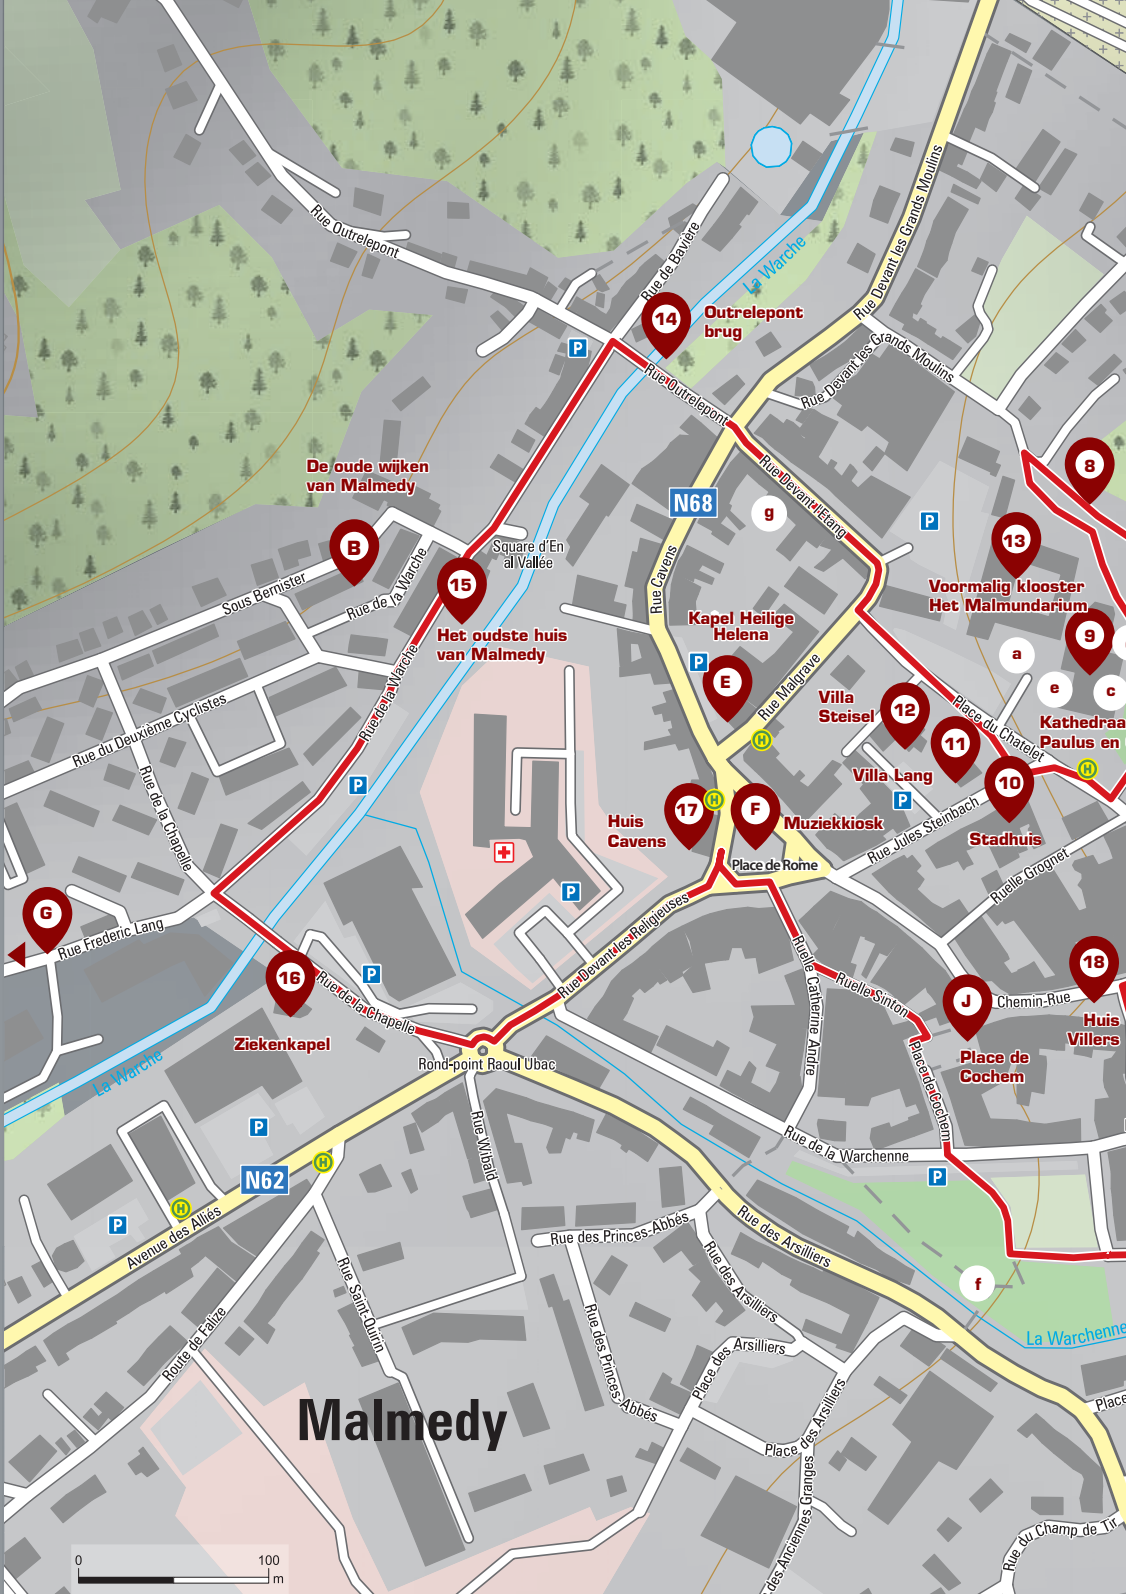 Rue Outrelepont
Rue de Bavière
La Warche
Rue Devant les Grands Moulins
14
Outrelepont
brug
P
Rue Outrelepont
Rue Devant les Grands Moulins
De oude wijken
van Malmedy
N68
Rue Devant l'Etang
g
P
8
13
Voormalig klooster
Het Malmundarium
B
Square d'En
al Vallée
Sous Bernister
Rue de la Warche
15
Het oudste huis
van Malmedy
Rue Cavens
Kapel Heilige
Helena
P
E
Rue Malgrave
9
a
e
c
Kathedraa
Paulus en
Villa
Steisel
12
11
Place du Chatelet
H
Rue du Deuxième Cyclistes
Rue de la Warche
Rue de la Chapelle
P
H
Villa Lang
P
10
Stadhuis
Rue Jules Steinbach
Huis
Cavens
17
H
F
Muziekkiosk
Place de Rome
Ruelle Grognet
P
G
Rue Frederic Lang
16
Ziekenkapel
P
Rue de la Chapelle
Rue Devant les Religieuses
Ruelle Catherine André
Ruelle Sinton
Place de Cochem
J
Place de
Cochem
Chemin-Rue
18
Huis
Villers
La Warche
Rond-point Raoul Ubac
P
N62
H
H
P
Avenue des Alliés
Rue Wibald
Rue de la Warchenne
P
Rue des Princes-Abbés
Rue des Arsilliers
Rue des Arsilliers
f
La Warchenne
Route de Falize
Rue Saint-Quirin
Rue des Princes-Abbés
Place des Arsilliers
Place des Arsilliers
Place
Malmedy
des Anciennes Granges
Rue du Champ de Tir
0
100
m